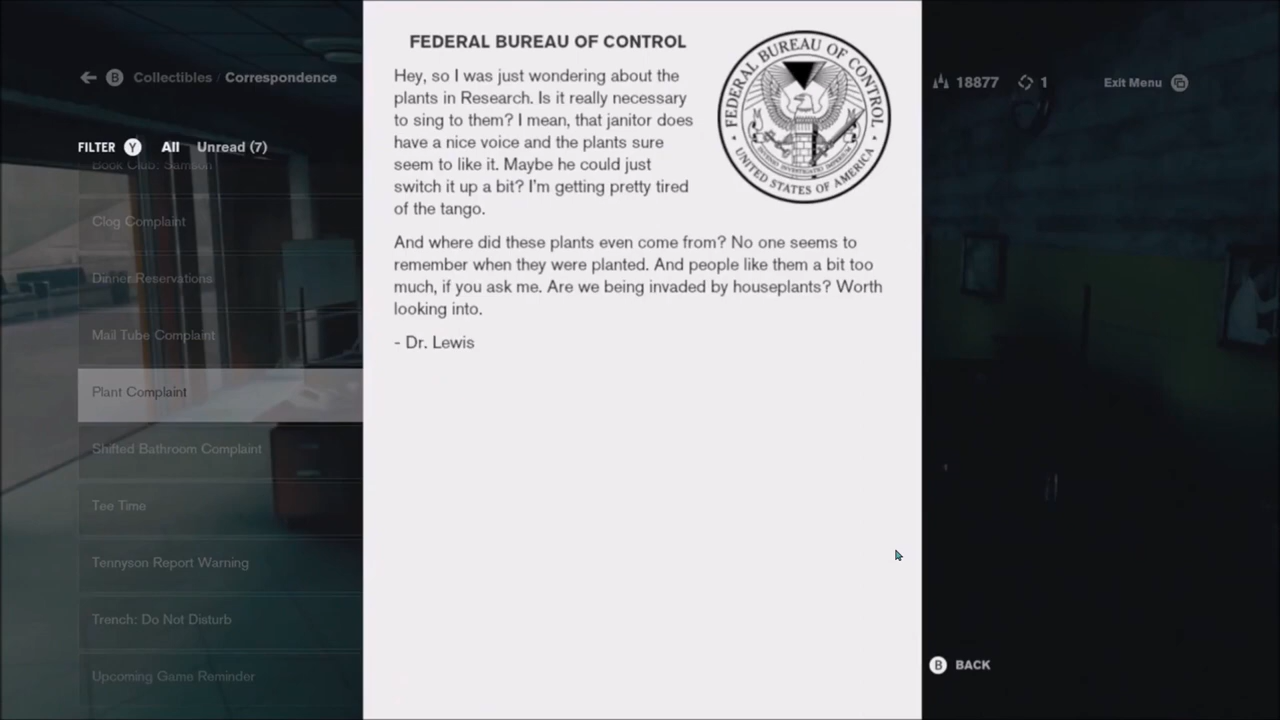 FEDERAL BUREAU OF CONTROL
Hey, so I was just wondering about the
plants in Research. Is it really necessary
to sing to them? I mean, that janitor does
have a nice voice and the plants sure
seem to like it. Maybe he could just
switch it up a bit? I'm getting pretty tired
of the tango.
And where did these plants even come from? No one seems to
remember when they were planted. And people like them a bit too
much, if you ask me. Are we being invaded by houseplants? Worth
looking into.
- Dr. Lewis
FEDERAL BUREAU OF CONTROL
UNITED STATES OF AMERICA
B Collectibles / Correspondence
FILTER Y All Unread (7)
Book Club: Samson
Clog Complaint
Dinner Reservations
Mail Tube Complaint
Plant Complaint
Shifted Bathroom Complaint
Tee Time
Tennyson Report Warning
Trench: Do Not Disturb
Upcoming Game Reminder
18877 1 Exit Menu
B BACK